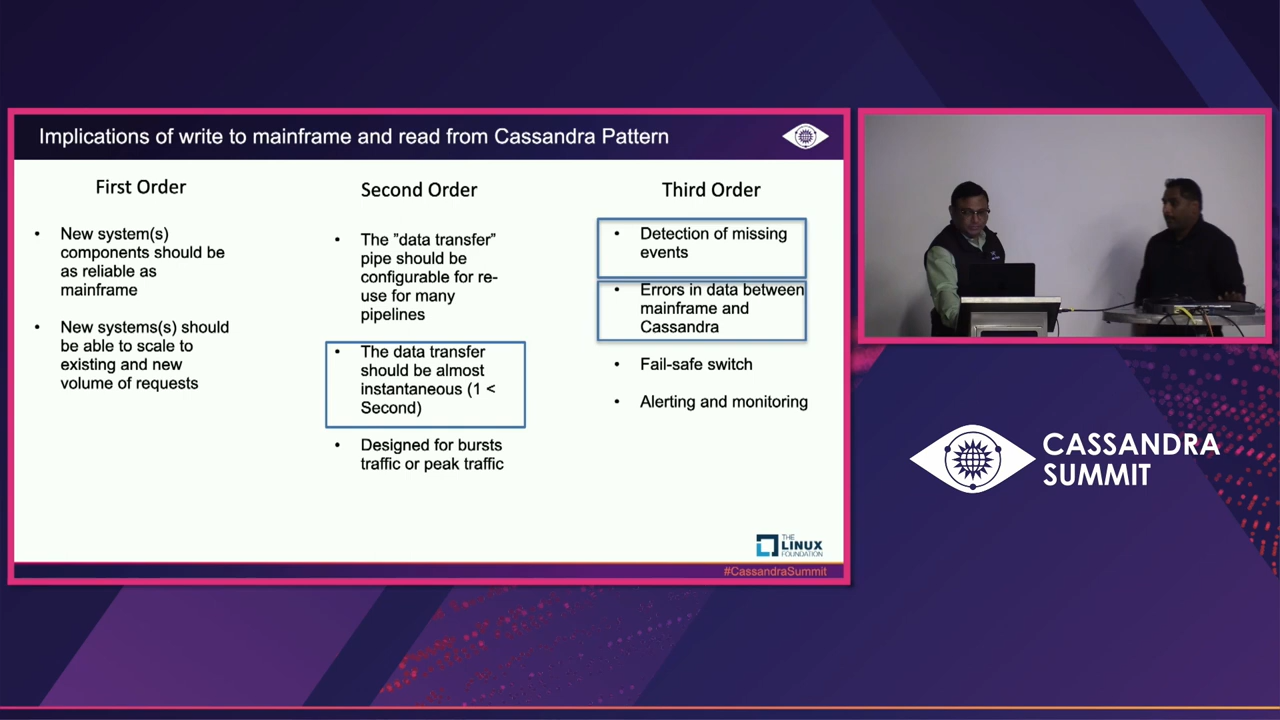 Implications of write to mainframe and read from Cassandra Pattern
First Order
New system(s)
components should be
as reliable as
mainframe
New systems(s) should
be able to scale to
existing and new
volume of requests
Second Order
The ”data transfer”
pipe should be
configurable for re-
use for many
pipelines
The data transfer
should be almost
instantaneous (1 <
Second)
Designed for bursts
traffic or peak traffic
Third Order
Detection of missing
events
Errors in data between
mainframe and
Cassandra
Fail-safe switch
Alerting and monitoring
THE
LINUX
FOUNDATION
#CassandraSummit
CASSANDRA
SUMMIT